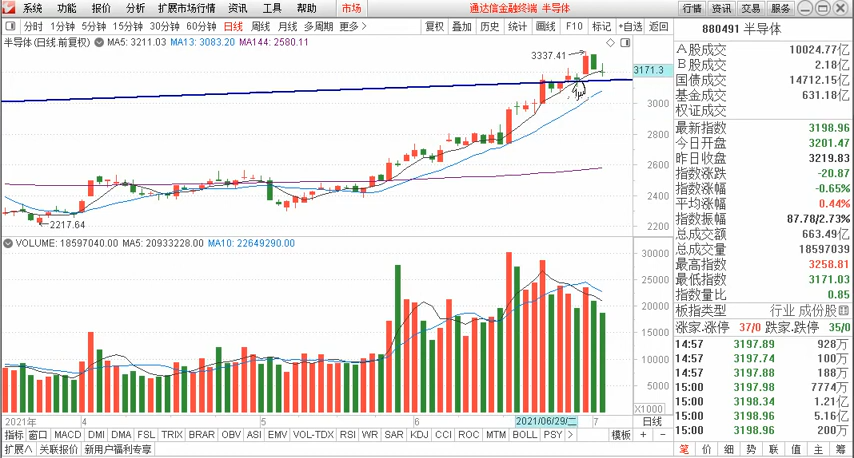 系统 功能 报价 分析 扩展市场行情 资讯 工具 帮助 市场 通达信金融终端 半导体 行情 资讯 交易 服务
分时 1分钟 5分钟 15分钟 30分钟 60分钟 日线 周线 月线 多周期 更多> 复权 叠加 历史 统计 画线 F10 标记 +自选 返回
半导体(日线.前复权) MA5: 3211.03 MA13: 3083.20 MA144: 2580.11
3337.41
3171.3
3000
2800
2600
2400
2200
2217.64
VOLUME: 18597040.00 MA5: 20933228.00 MA10: 22649290.00
30000
25000
20000
15000
10000
5000
X1000
2021年 4 5 6 2021/06/29/二 7 日线
指标 窗口 MACD DMI DMA FSL TRIX BRAR OBV ASI EMV VOL-TDX RSI WR SAR KDJ CCI ROC MTM BOLL PSY > 模板 + -
扩展∧ 关联报价 新用户福利专享
880491 半导体
A股成交 10024.77亿
B股成交 2.18亿
国债成交 14712.15亿
基金成交 631.18亿
权证成交
最新指数 3198.96
今日开盘 3201.47
昨日收盘 3219.83
指数涨跌 -20.87
指数涨幅 -0.65%
平均涨幅 0.44%
指数振幅 87.78/2.73%
总成交额 663.49亿
总成交量 18597039
最高指数 3258.81
最低指数 3171.03
指数量比 0.85
板指类型 行业 成份股
涨家.涨停 37/0 跌家.跌停 35/0
14:57 3197.89 928万
14:57 3197.74 100万
14:57 3197.88 188万
15:00 3197.98 7774万
15:00 3198.34 1.21亿
15:00 3198.96 5.16亿
15:00 3198.96 200万
笔 价 细 势 联 值 主 筹